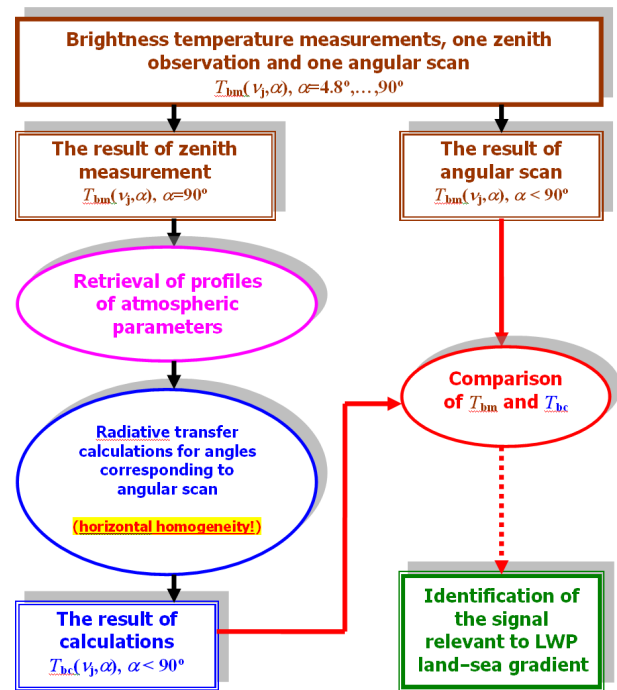 Brightness temperature measurements, one zenith
observation and one angular scan
Tbm(νj,α), α=4.8º,…,90º
The result of zenith
measurement
Tbm(νj,α), α=90º
The result of
angular scan
Tbm(νj,α), α < 90º
Retrieval of profiles
of atmospheric
parameters
Comparison
of Tbm and Tbc
Radiative transfer
calculations for angles
corresponding to
angular scan
(horizontal homogeneity!)
The result of
calculations
Tbc(νj,α), α < 90º
Identification of
the signal
relevant to LWP
land–sea gradient